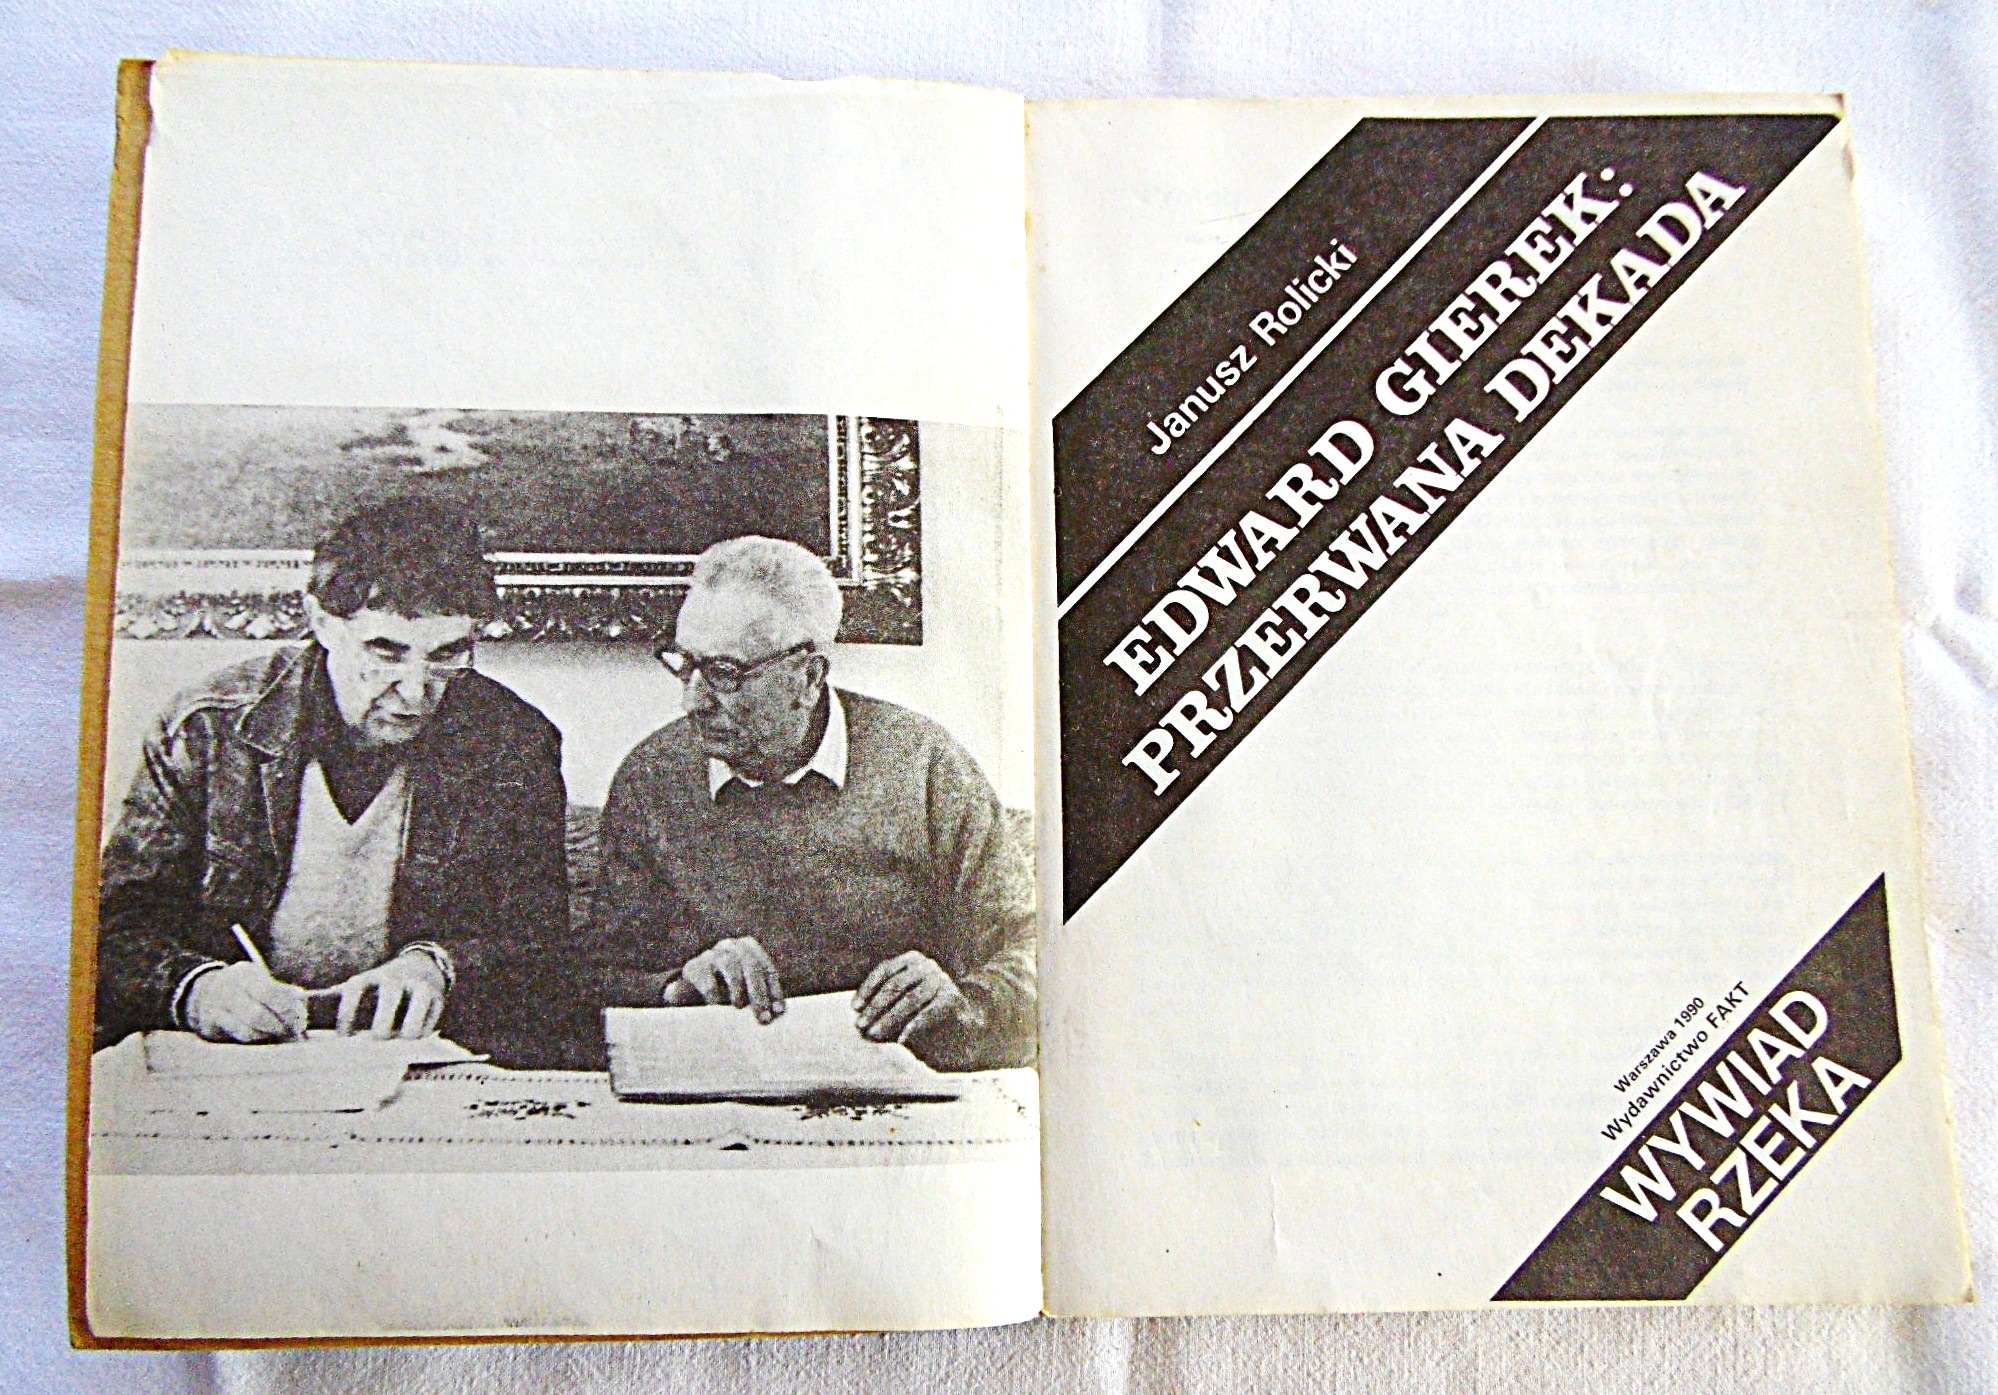 Janusz Rolicki
EDWARD GIEREK:
PRZERWANA DEKADA
Warszawa 1990
Wydawnictwo FAKT
WYWIAD
RZEKA